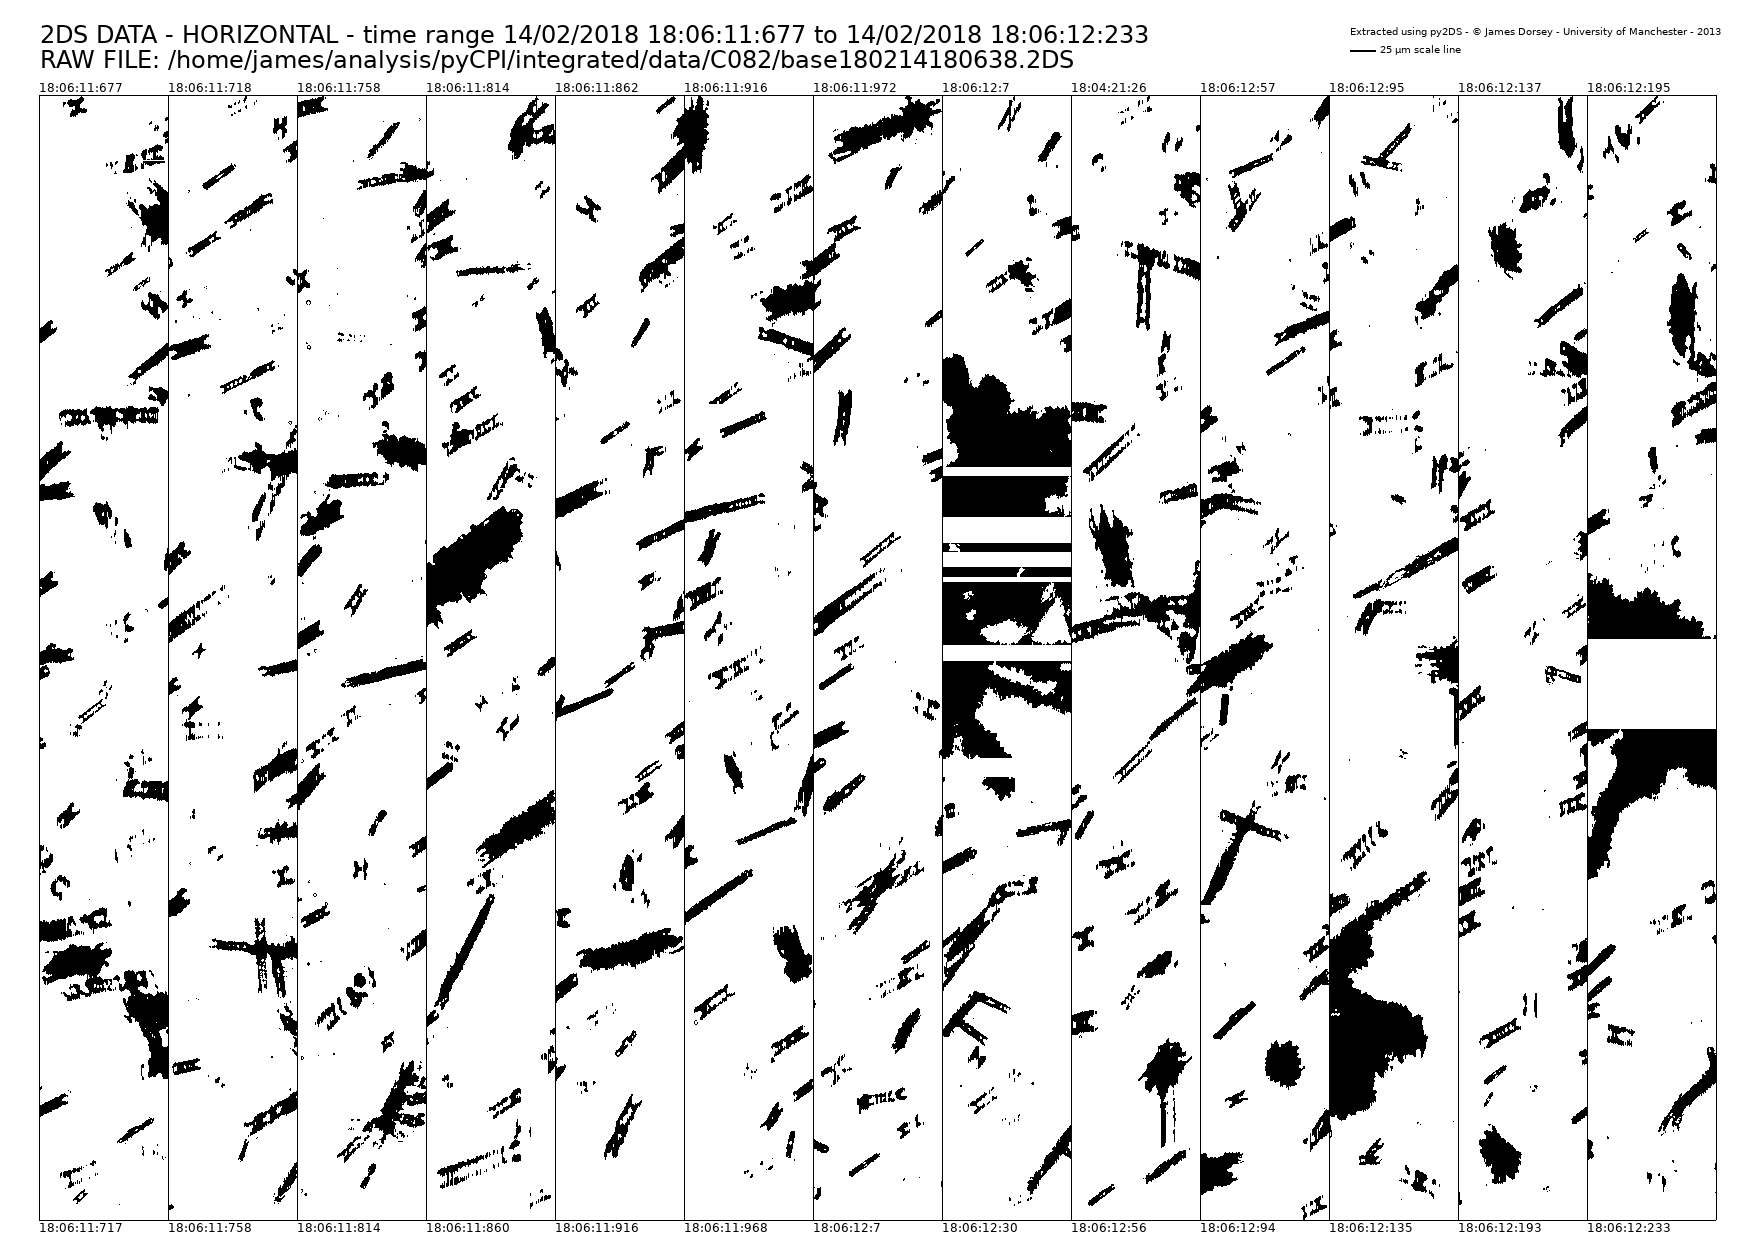 2DS DATA - HORIZONTAL - time range 14/02/2018 18:06:11:677 to 14/02/2018 18:06:12:233
RAW FILE: /home/james/analysis/pyCPI/integrated/data/C082/base180214180638.2DS
Extracted using py2DS - © James Dorsey - University of Manchester - 2013
25 μm scale line
18:06:11:677 18:06:11:718 18:06:11:758 18:06:11:814 18:06:11:862 18:06:11:916 18:06:11:972 18:06:12:7 18:04:21:26 18:06:12:57 18:06:12:95 18:06:12:137 18:06:12:195
18:06:11:717 18:06:11:758 18:06:11:814 18:06:11:860 18:06:11:916 18:06:11:968 18:06:12:7 18:06:12:30 18:06:12:56 18:06:12:94 18:06:12:135 18:06:12:193 18:06:12:233